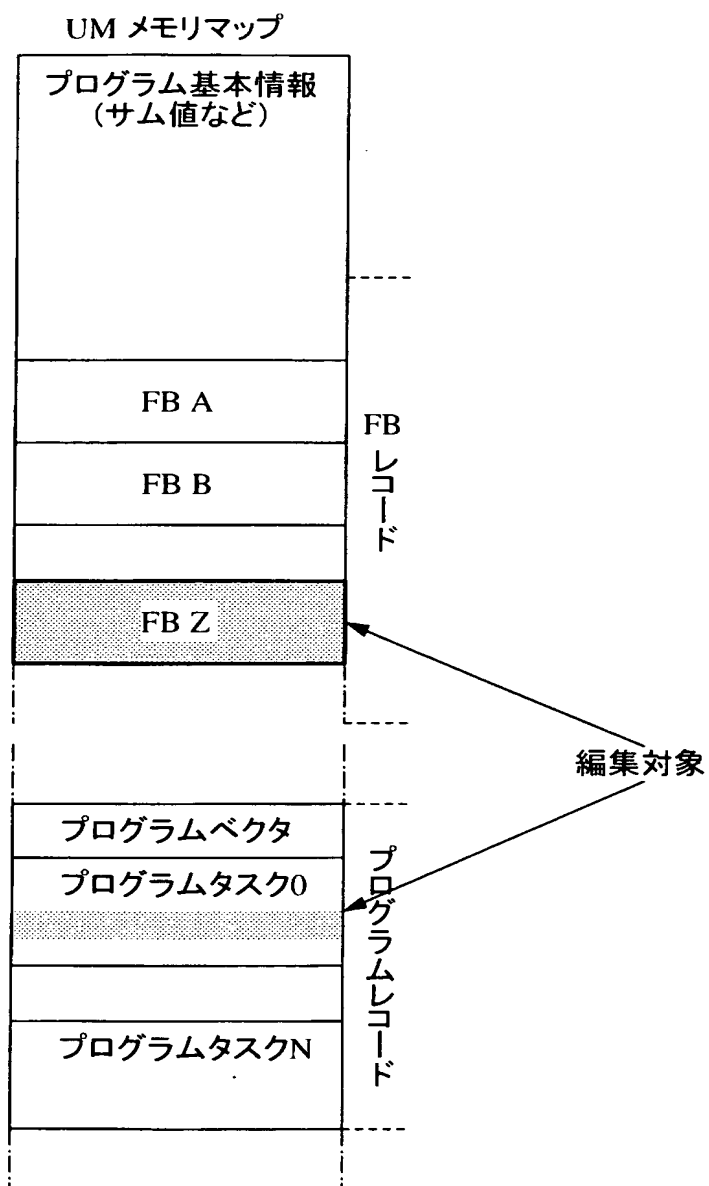 UM メモリマップ
プログラム基本情報
(サム値など)
FB A
FB B
FB レコード
FB Z
編集対象
プログラムベクタ
プログラムタスク0
プログラムレコード
プログラムタスクN